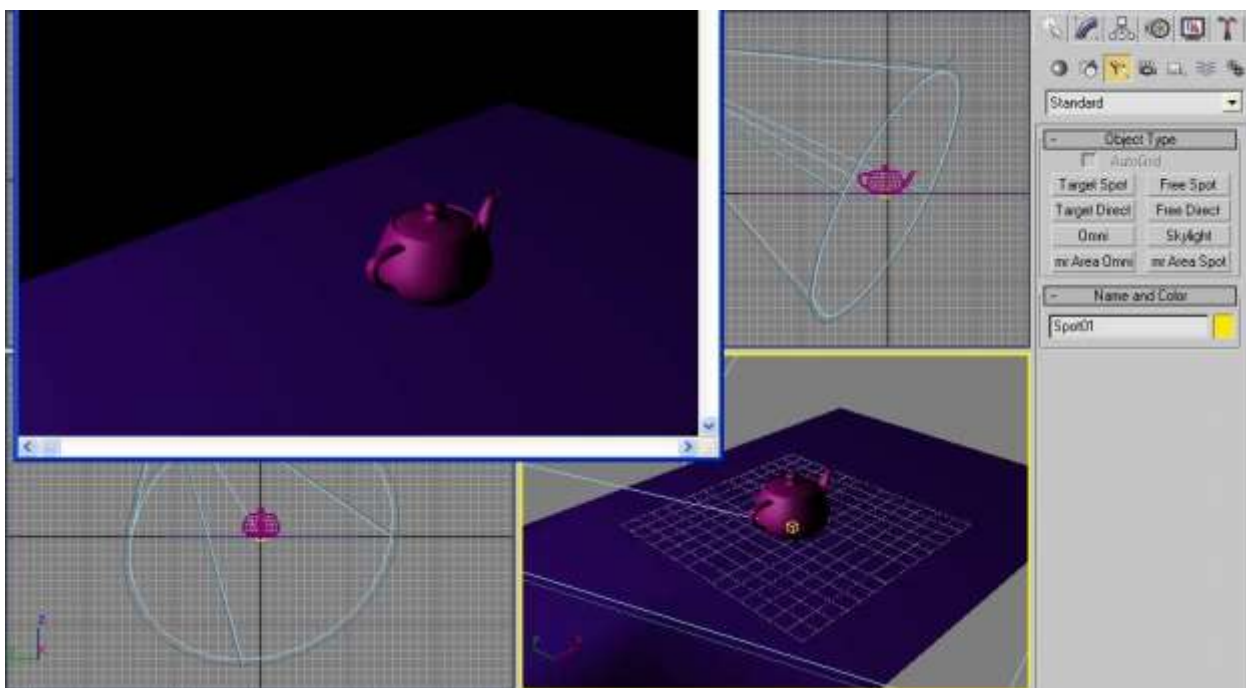 Standard
- Object Type
AutoGrid
Target Spot Free Spot
Target Direct Free Direct
Omni Skylight
mr Area Omni mr Area Spot
- Name and Color
Spot01
z
x